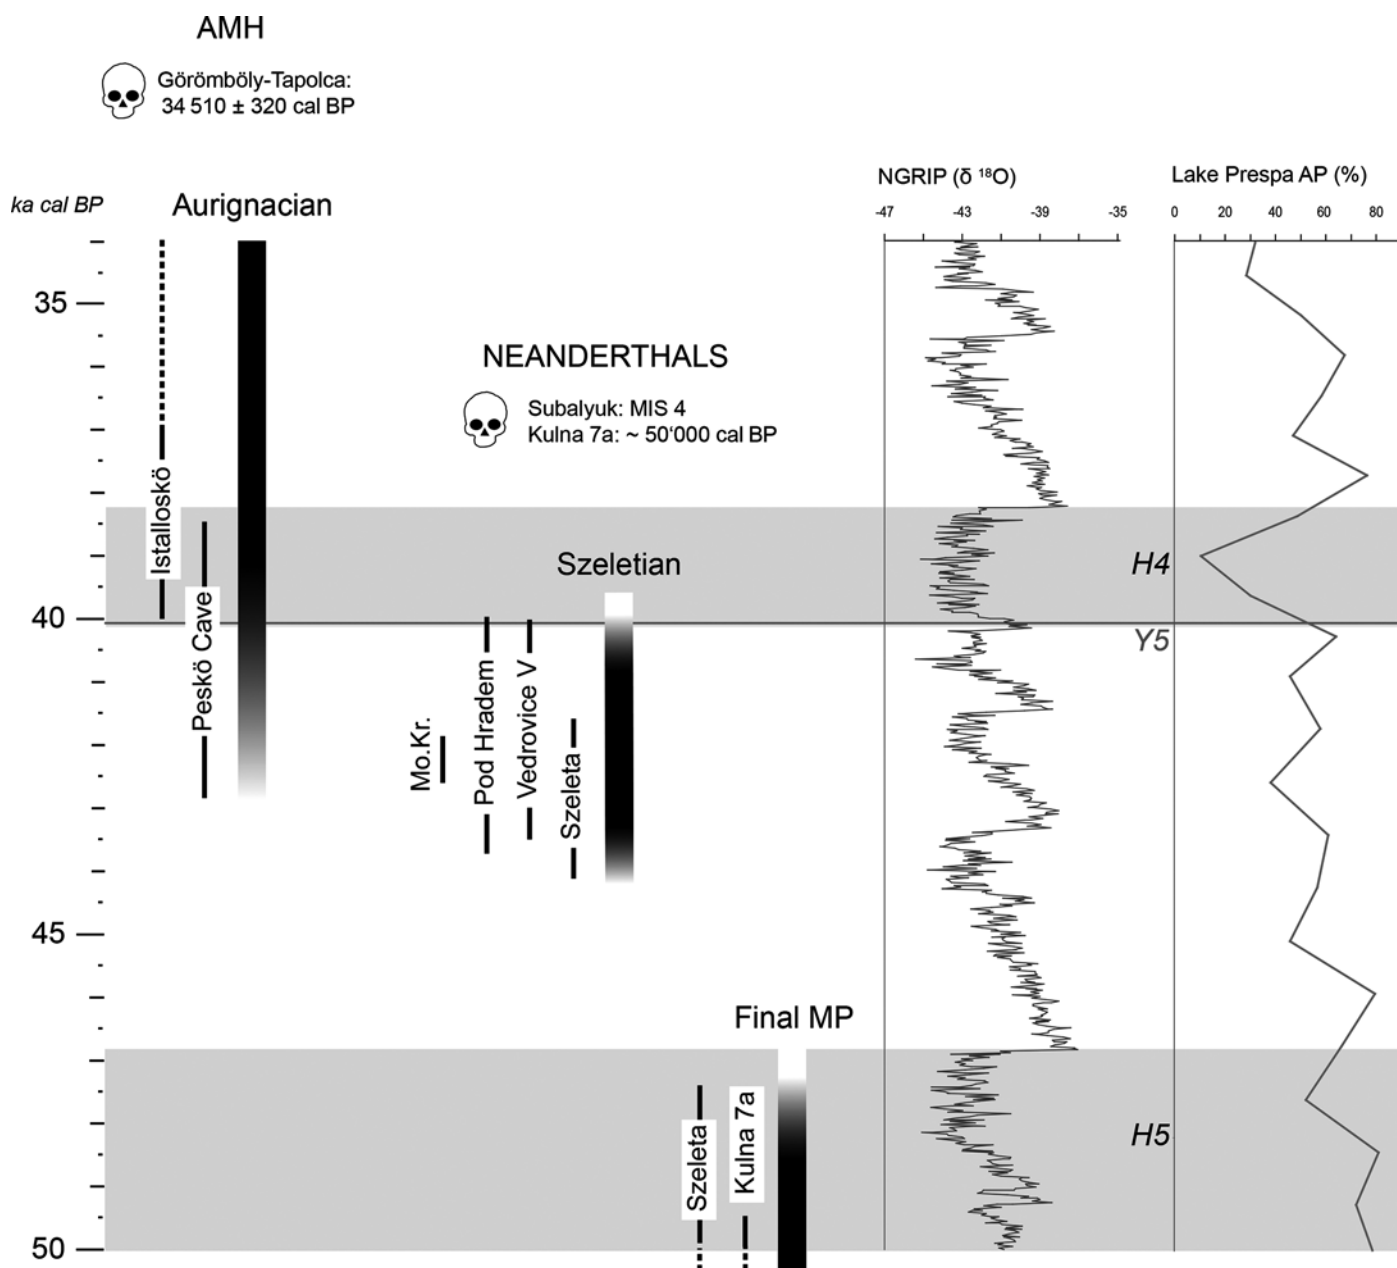 AMH
Görömböly-Tapolca:
34 510 ± 320 cal BP
NGRIP (δ ¹⁸O)
Lake Prespa AP (%)
ka cal BP
Aurignacian
-47 -43 -39 -35
0 20 40 60 80
35
NEANDERTHALS
Subalyuk: MIS 4
Kulna 7a: ~ 50'000 cal BP
Istalloskö
Szeletian
H4
Peskö Cave
40
Y5
Mo.Kr.
Pod Hradem
Vedrovice V
Szeleta
45
Final MP
H5
Szeleta
Kulna 7a
50